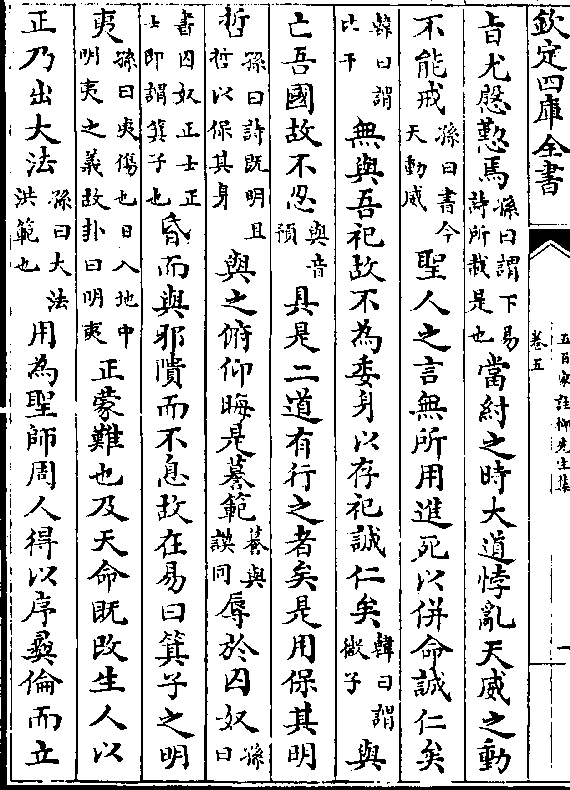 欽定四庫全書
五百家註柳先生集
卷五
一
旨尤慇懃焉孫曰謂下易詩所載是也當紂之時大道悖亂天威之動
不能戒孫曰書今天動威聖人之言無所用進死以併命誠仁矣
韓曰謂比干無與吾祀故不為委身以存祀誠仁矣韓曰謂微子與
亡吾國故不忍與音預具是二道有行之者矣是用保其明
哲孫曰詩既明且哲以保其身與之俯仰晦是謩範謩與謨同辱於囚奴孫曰
書囚奴正士正士即謂箕子也昏而與邪隤而不息故在易曰箕子之明
夷孫曰夷傷也日入地中明夷之義故卦曰明夷正蒙難也及天命既改生人以
正乃出大法孫曰大法洪範也用為聖師周人得以序彞倫而立